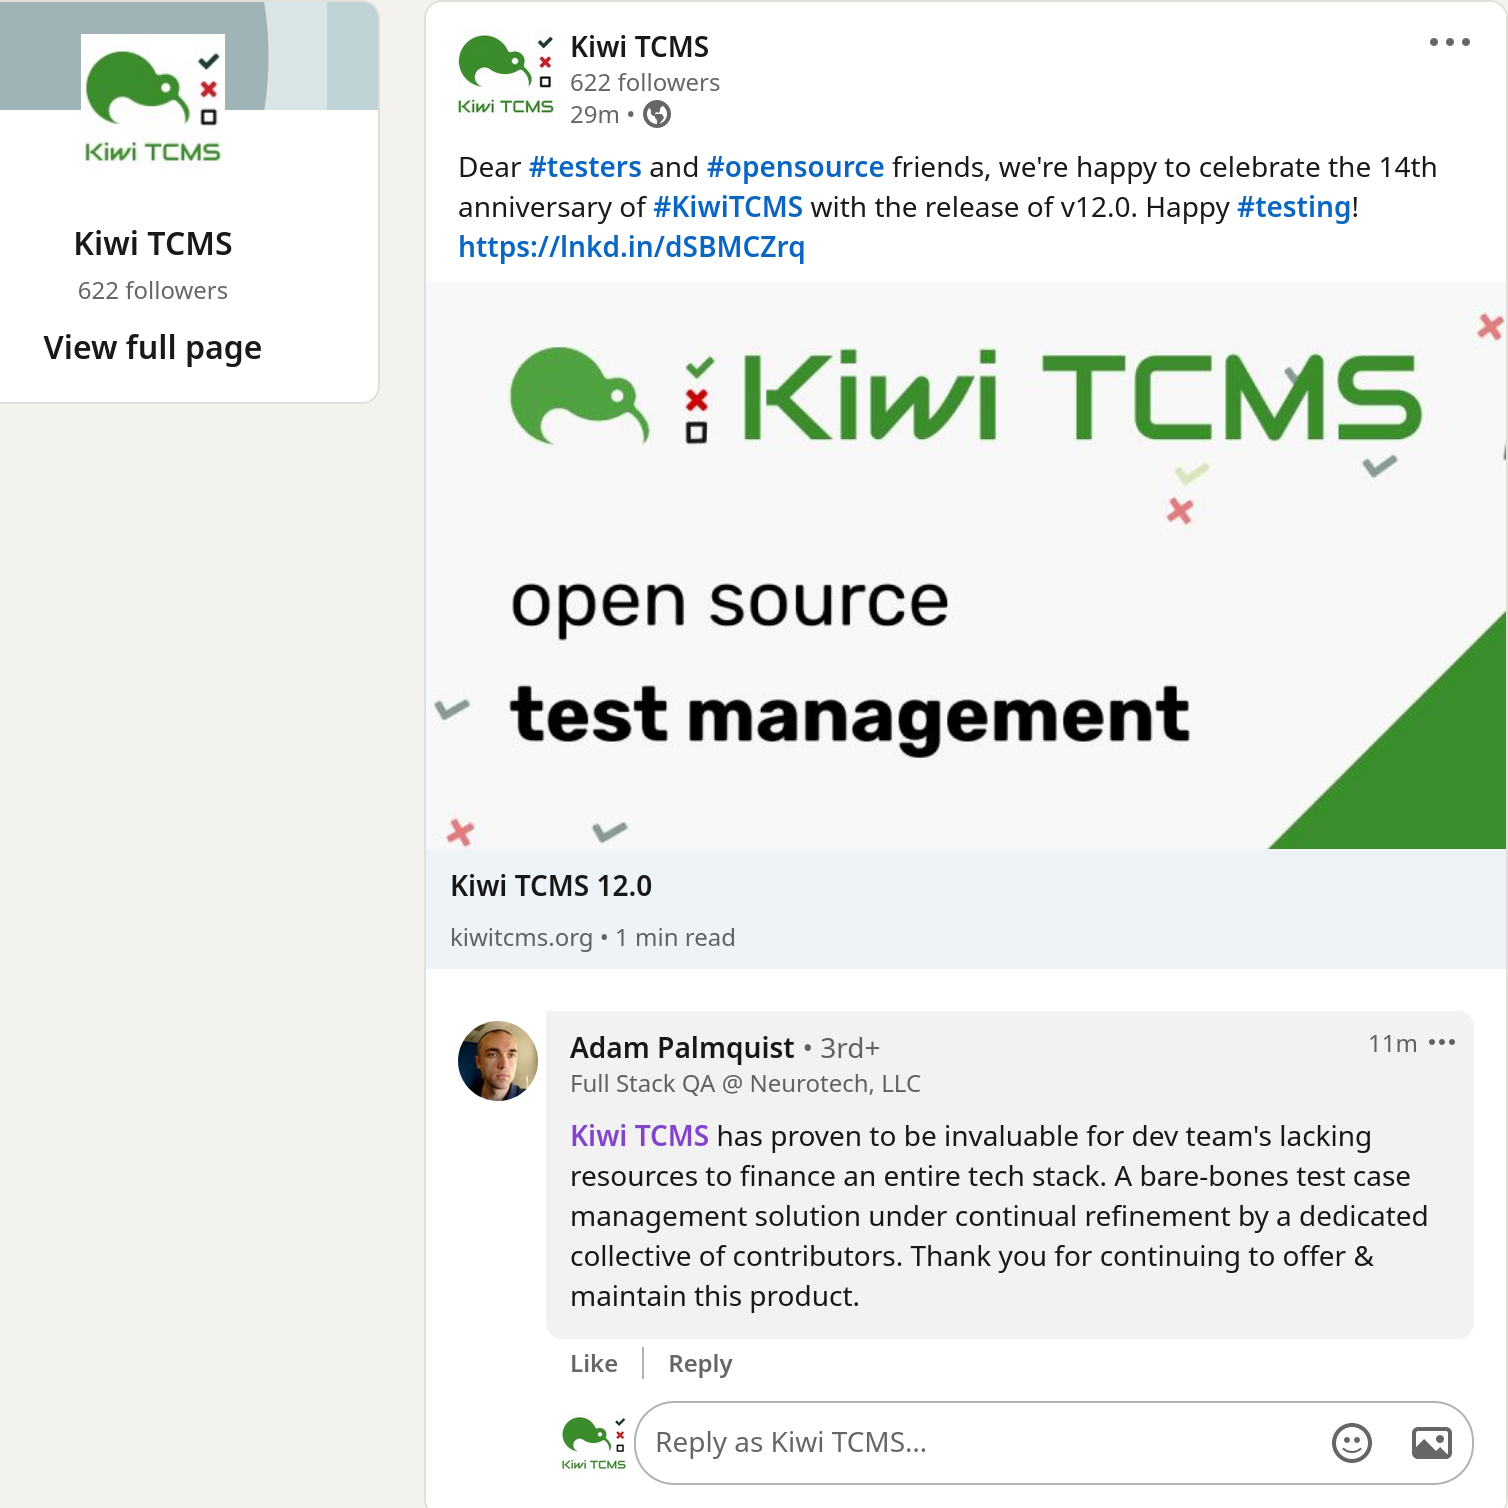 Kiwi TCMS
Kiwi TCMS
622 followers
View full page
Kiwi TCMS
Kiwi TCMS
622 followers
29m •
Dear #testers and #opensource friends, we're happy to celebrate the 14th
anniversary of #KiwiTCMS with the release of v12.0. Happy #testing!
https://lnkd.in/dSBMCZrq
Kiwi TCMS
open source
test management
Kiwi TCMS 12.0
kiwitcms.org • 1 min read
Adam Palmquist • 3rd+
11m
Full Stack QA @ Neurotech, LLC
Kiwi TCMS has proven to be invaluable for dev team's lacking
resources to finance an entire tech stack. A bare-bones test case
management solution under continual refinement by a dedicated
collective of contributors. Thank you for continuing to offer &
maintain this product.
Like
Reply
Kiwi TCMS
Reply as Kiwi TCMS...